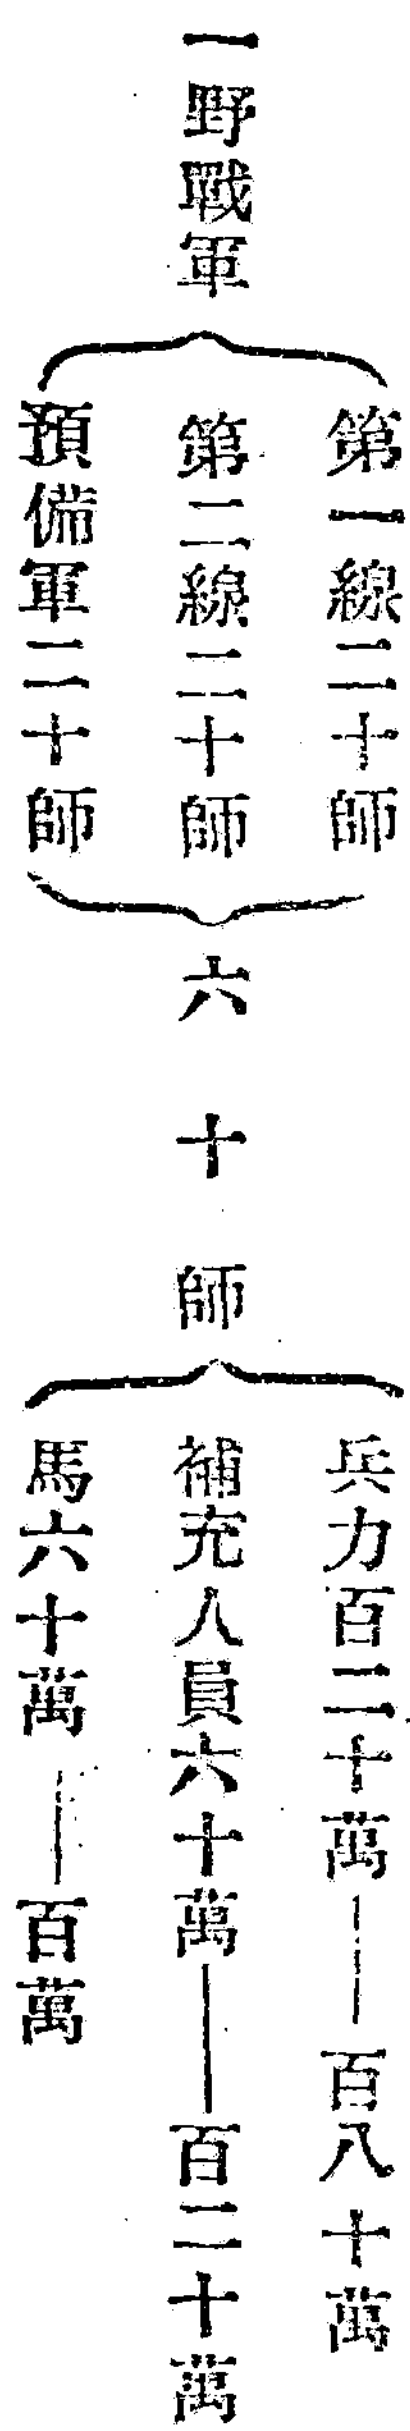 一野戰軍
第一線二十師
第二線二十師
預備軍二十師
六十師
兵力百二十萬——百八十萬
補充人員六十萬——百二十萬
馬六十萬——百萬